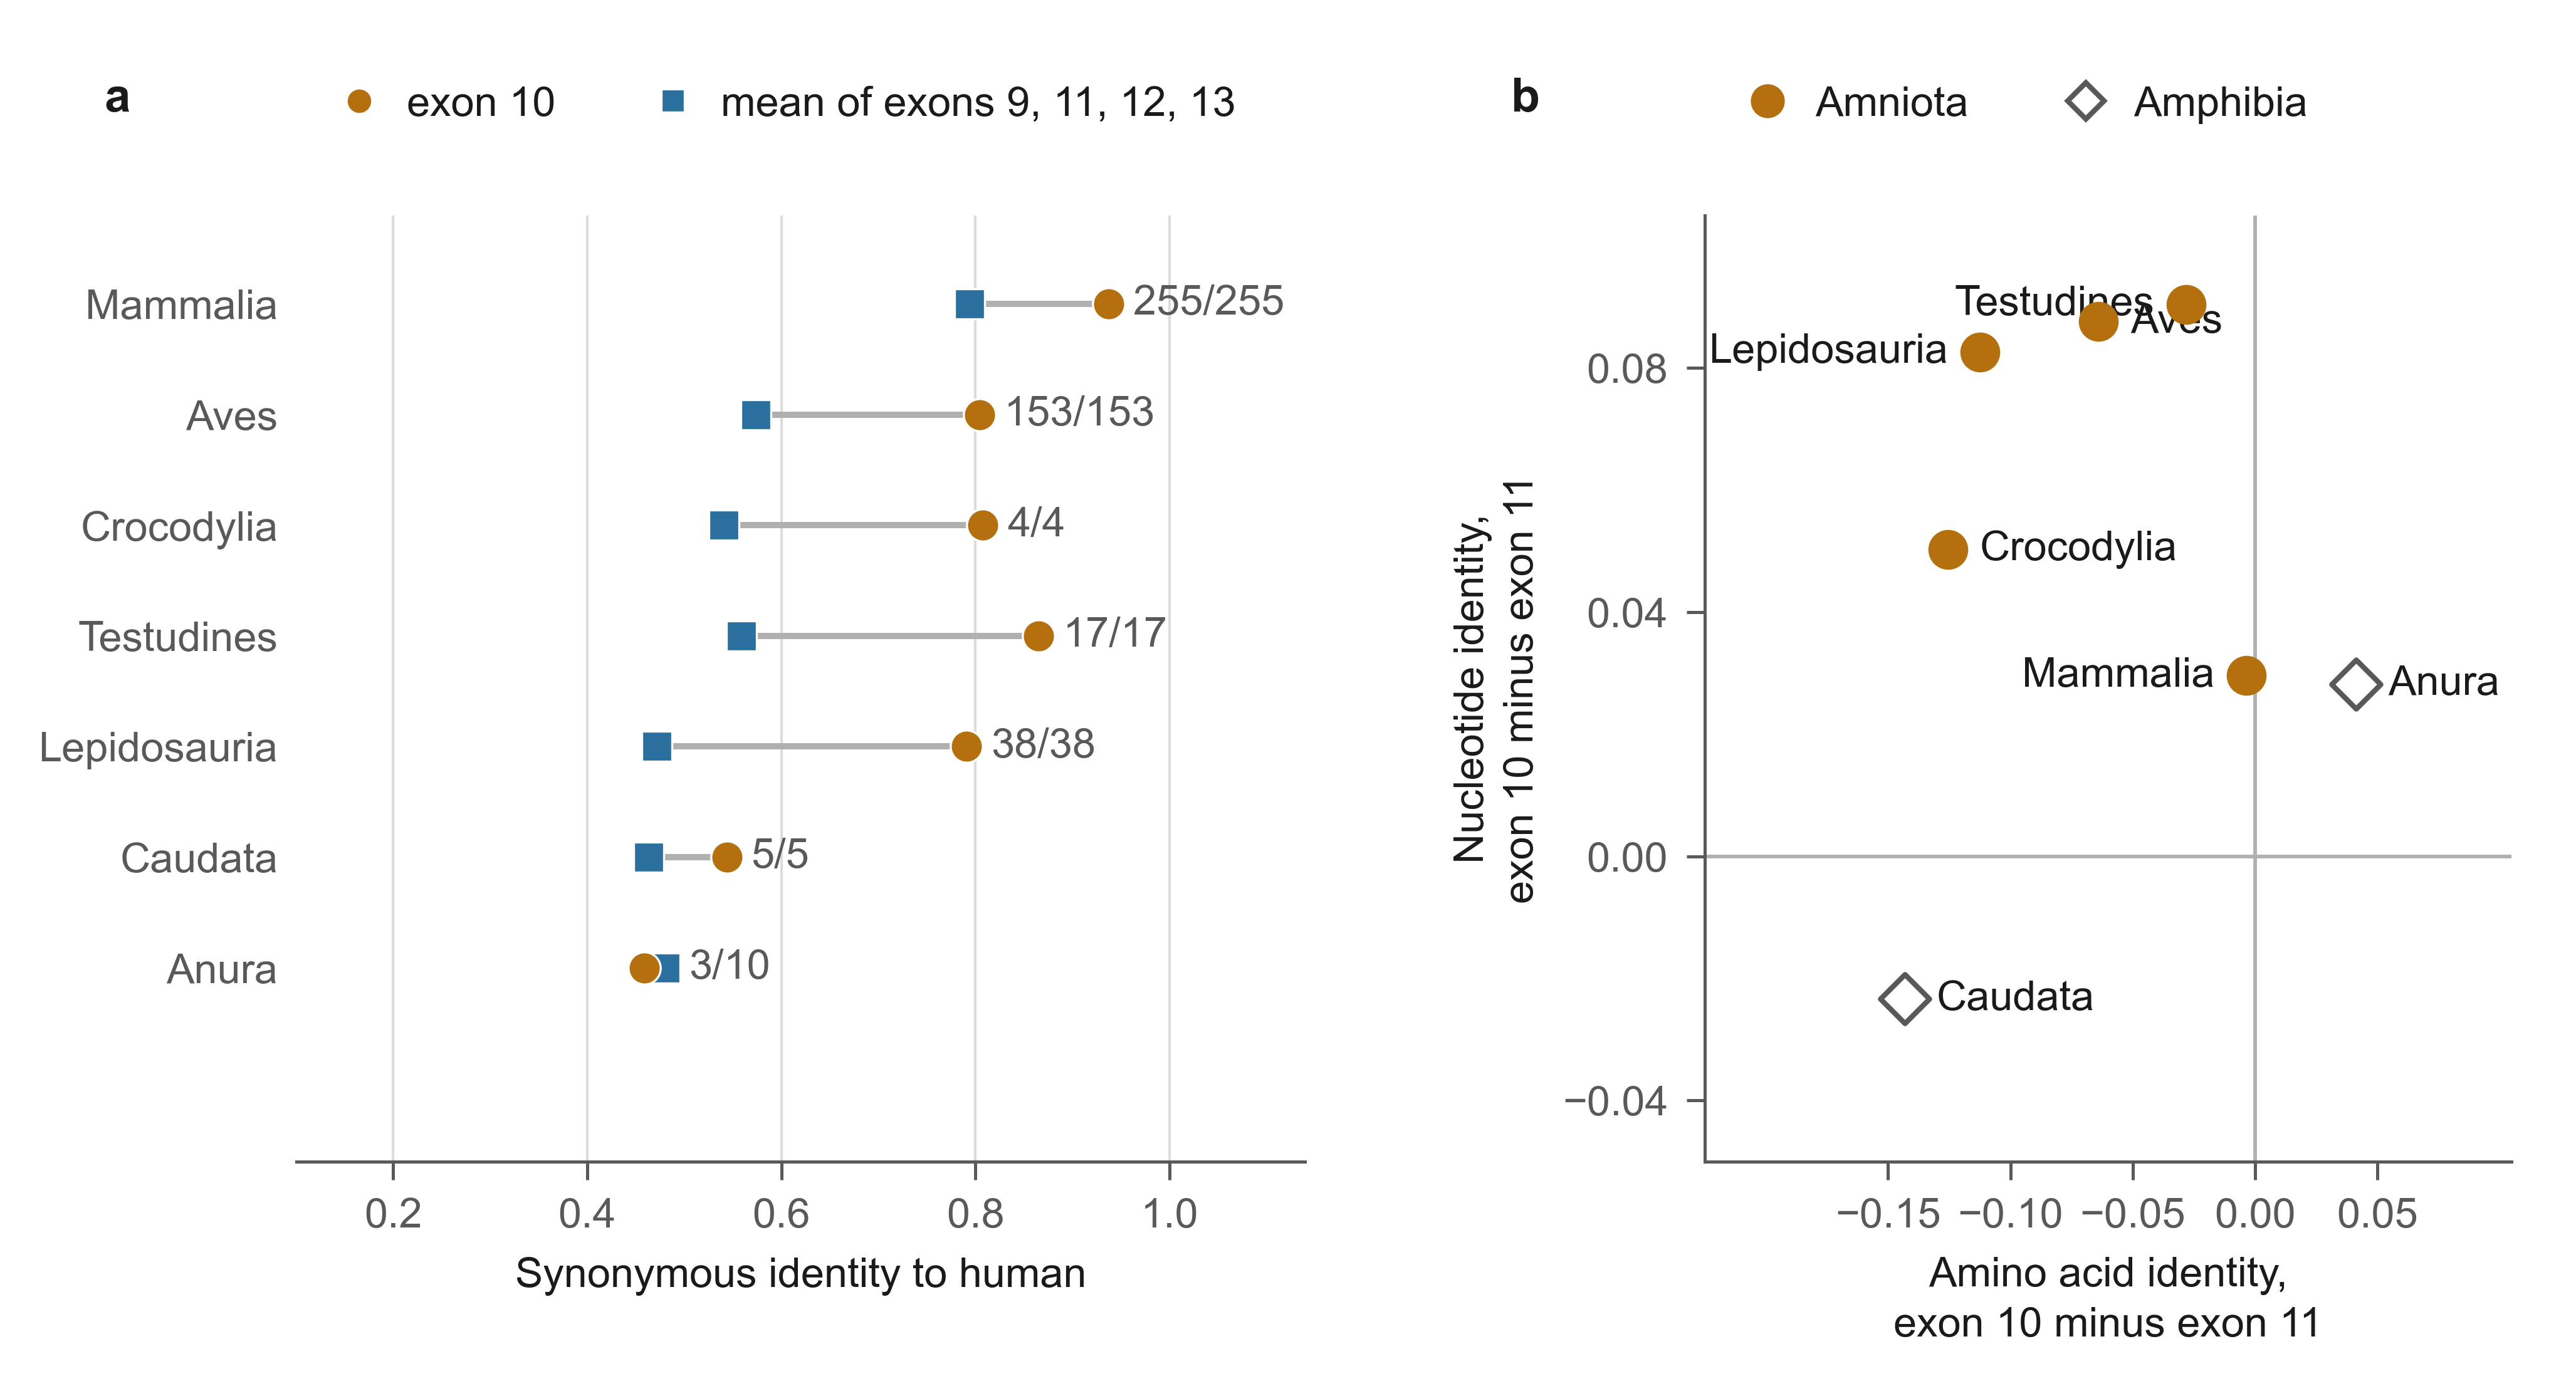 a
exon 10
mean of exons 9, 11, 12, 13
Mammalia
255/255
Aves
153/153
Crocodylia
4/4
Testudines
17/17
Lepidosauria
38/38
Caudata
5/5
Anura
3/10
0.2
0.4
0.6
0.8
1.0
Synonymous identity to human
b
Amniota
Amphibia
Nucleotide identity,
exon 10 minus exon 11
0.08
0.04
0.00
−0.04
Testudines
Aves
Lepidosauria
Crocodylia
Mammalia
Anura
Caudata
−0.15
−0.10
−0.05
0.00
0.05
Amino acid identity,
exon 10 minus exon 11